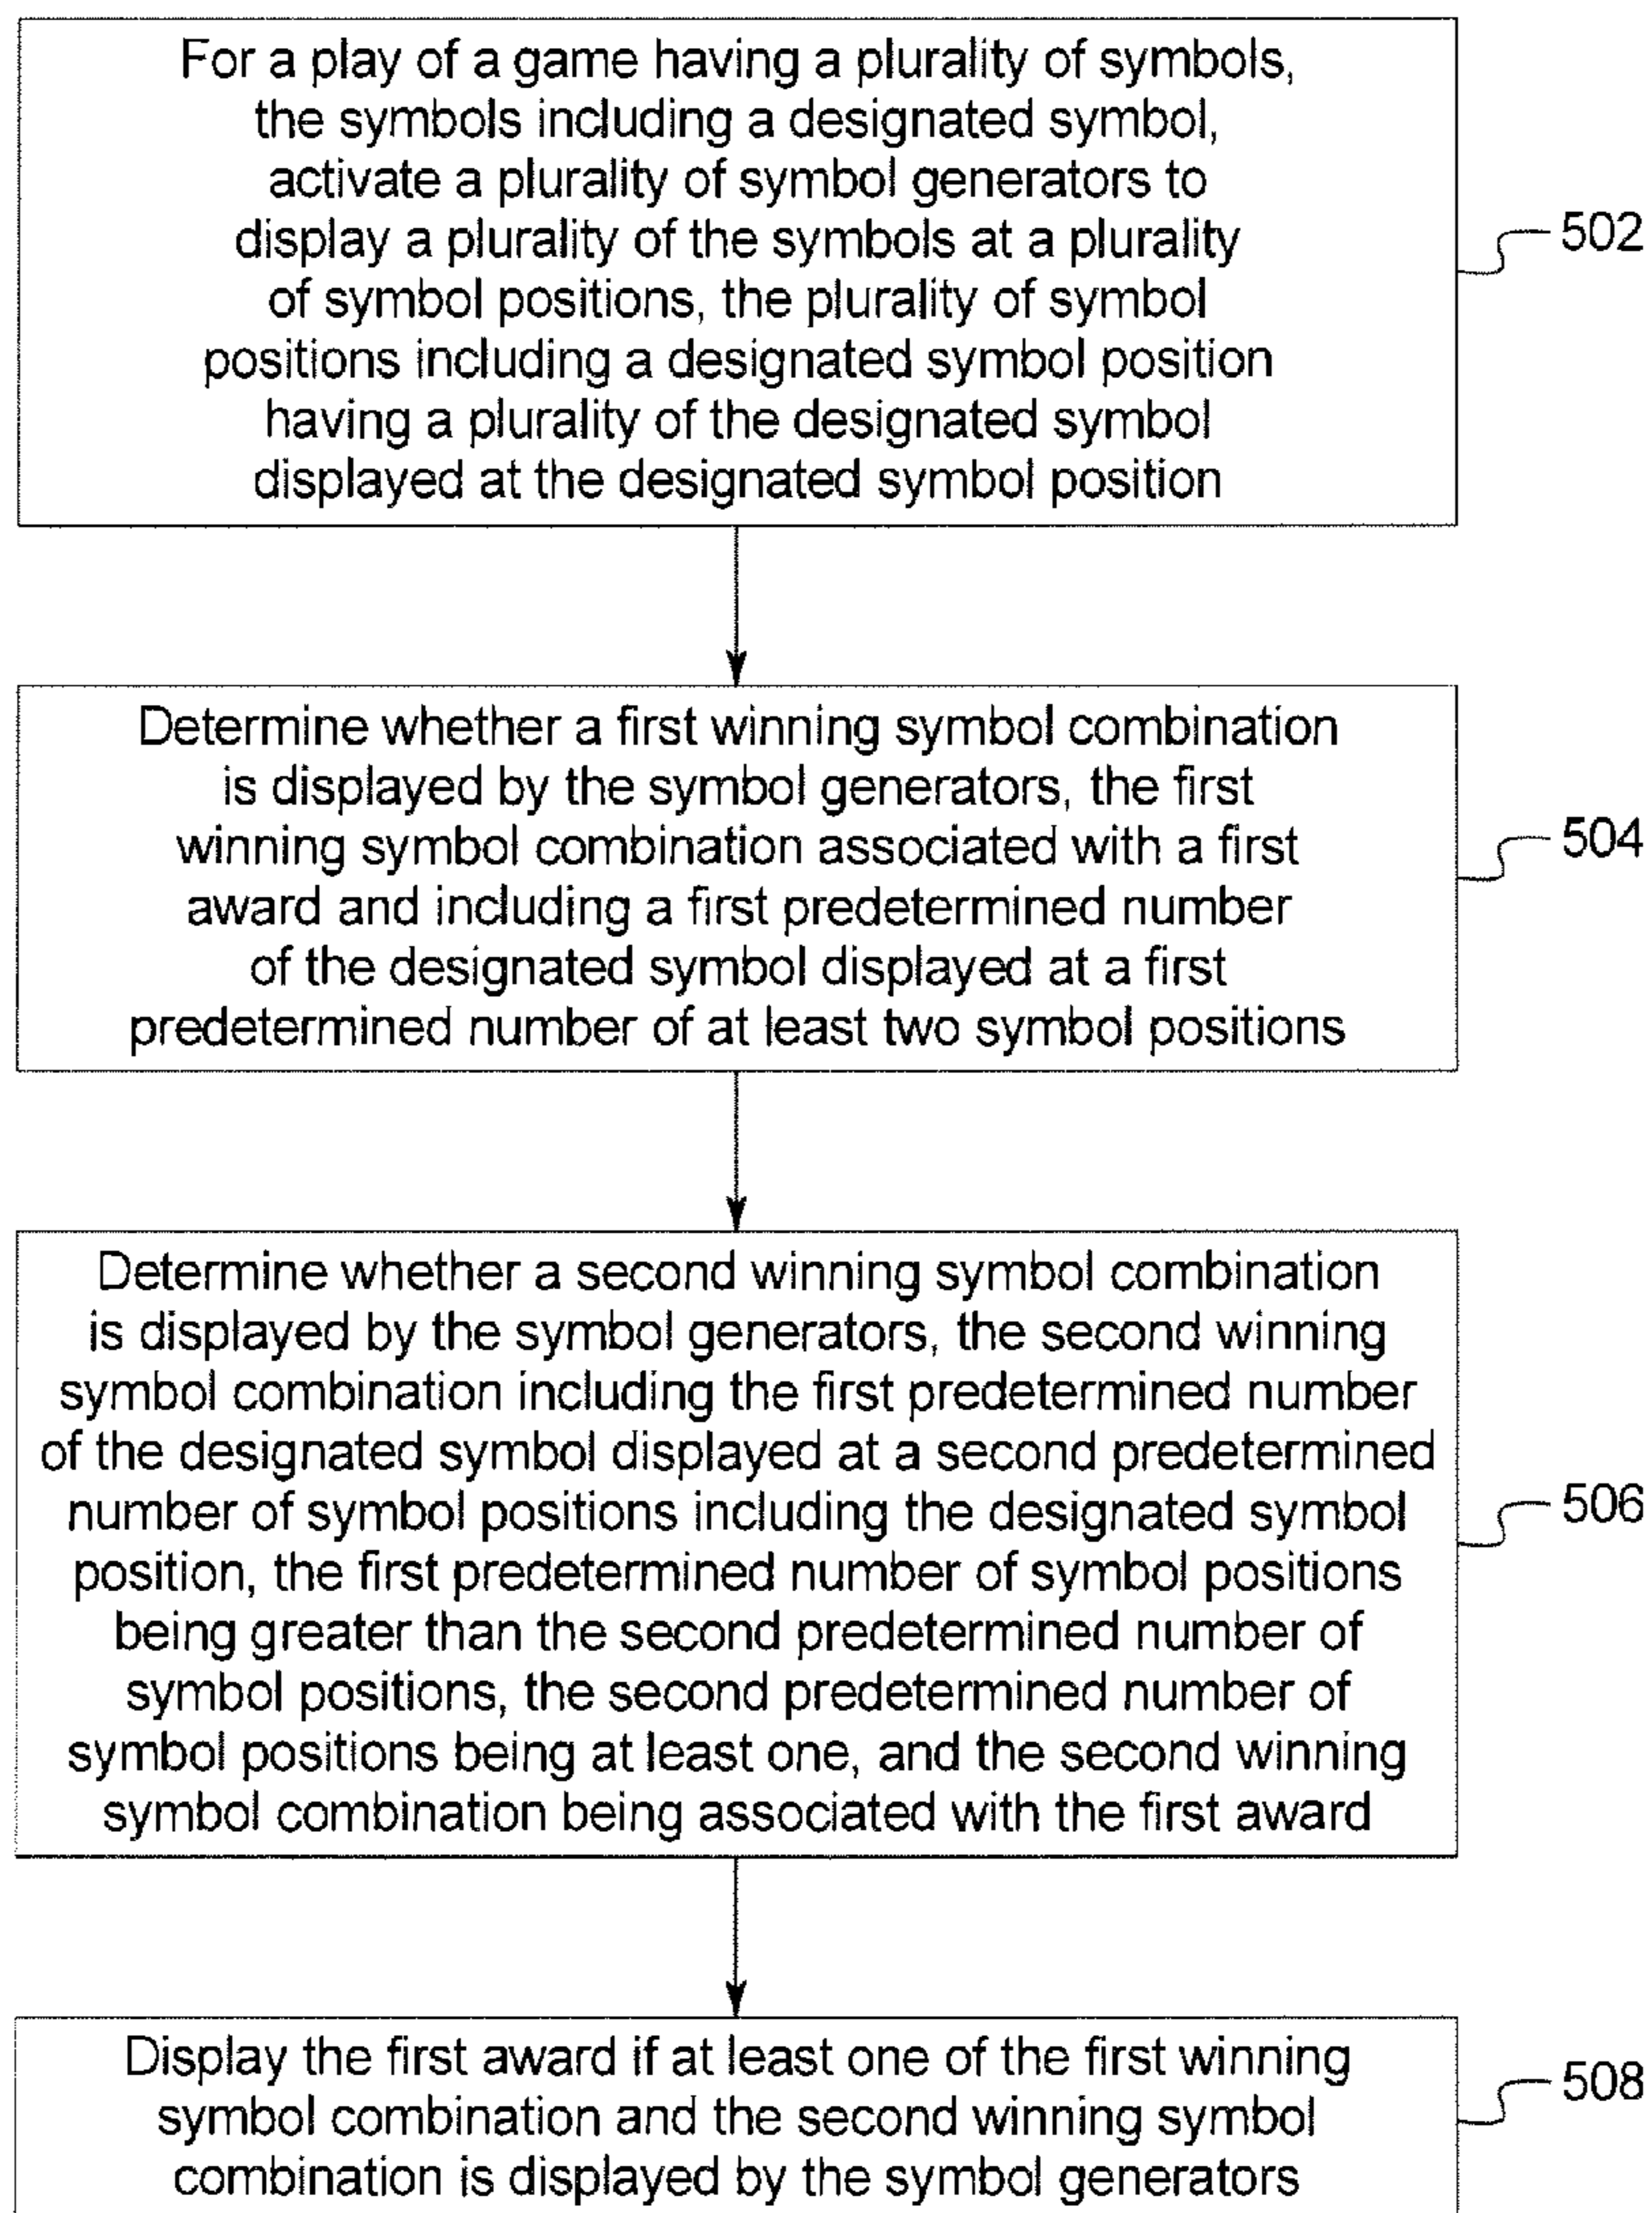 For a play of a game having a plurality of symbols,
the symbols including a designated symbol,
activate a plurality of symbol generators to
display a plurality of the symbols at a plurality
of symbol positions, the plurality of symbol
positions including a designated symbol position
having a plurality of the designated symbol
displayed at the designated symbol position
502
Determine whether a first winning symbol combination
is displayed by the symbol generators, the first
winning symbol combination associated with a first
award and including a first predetermined number
of the designated symbol displayed at a first
predetermined number of at least two symbol positions
504
Determine whether a second winning symbol combination
is displayed by the symbol generators, the second winning
symbol combination including the first predetermined number
of the designated symbol displayed at a second predetermined
number of symbol positions including the designated symbol
position, the first predetermined number of symbol positions
being greater than the second predetermined number of
symbol positions, the second predetermined number of
symbol positions being at least one, and the second winning
symbol combination being associated with the first award
506
Display the first award if at least one of the first winning
symbol combination and the second winning symbol
combination is displayed by the symbol generators
508